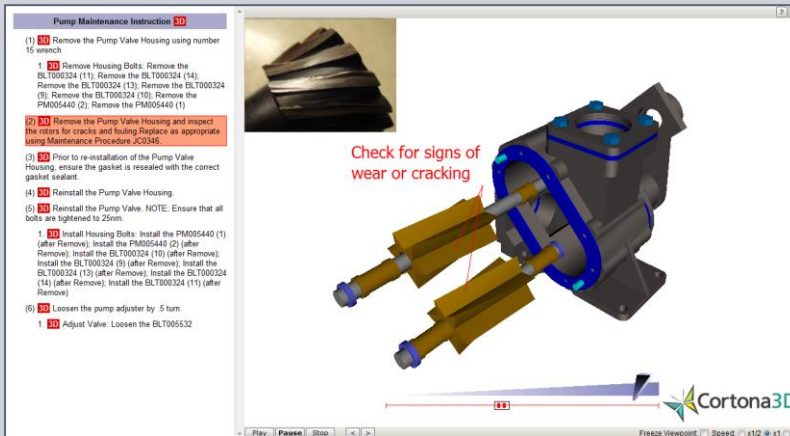 Pump Maintenance Instruction 3D
(1) 3D Remove the Pump Valve Housing using number
15 wrench
1. 3D Remove Housing Bolts: Remove the
BLT000324 (11); Remove the BLT000324 (14);
Remove the BLT000324 (13); Remove the BLT000324
(9); Remove the BLT000324 (10); Remove the
PM005440 (2); Remove the PM005440 (1)
(2) 3D Remove the Pump Valve Housing and inspect
the rotors for cracks and fouling.Replace as appropriate
using Maintenance Procedure JC0346.
(3) 3D Prior to re-installation of the Pump Valve
Housing, ensure the gasket is resealed with the correct
gasket sealant.
(4) 3D Reinstall the Pump Valve Housing.
(5) 3D Reinstall the Pump Valve. NOTE: Ensure that all
bolts are tightened to 25nm.
1. 3D Install Housing Bolts: Install the PM005440 (1)
(after Remove); Install the PM005440 (2) (after
Remove); Install the BLT000324 (10) (after Remove);
Install the BLT000324 (9) (after Remove); Install the
BLT000324 (13) (after Remove); Install the BLT000324
(14) (after Remove); Install the BLT000324 (11) (after
Remove)
(6) 3D Loosen the pump adjuster by .5 turn.
1. 3D Adjust Valve: Loosen the BLT005532
?
Check for signs of
wear or cracking
Cortona3D
Play Pause Stop < > Freeze Viewpoint: Speed: x1/2 x1